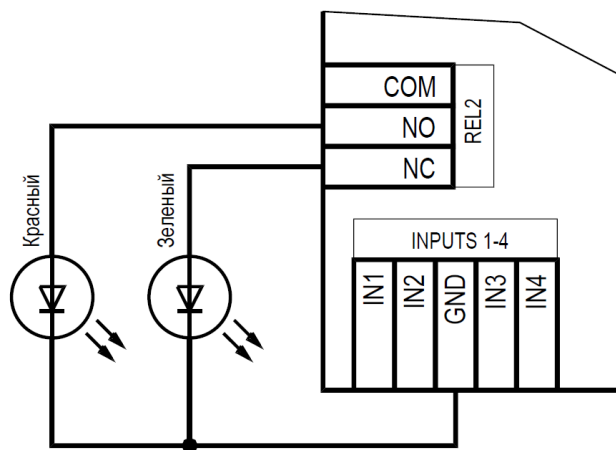 COM
NO
NC
REL2
Красный
Зеленый
INPUTS 1-4
IN1
IN2
GND
IN3
IN4